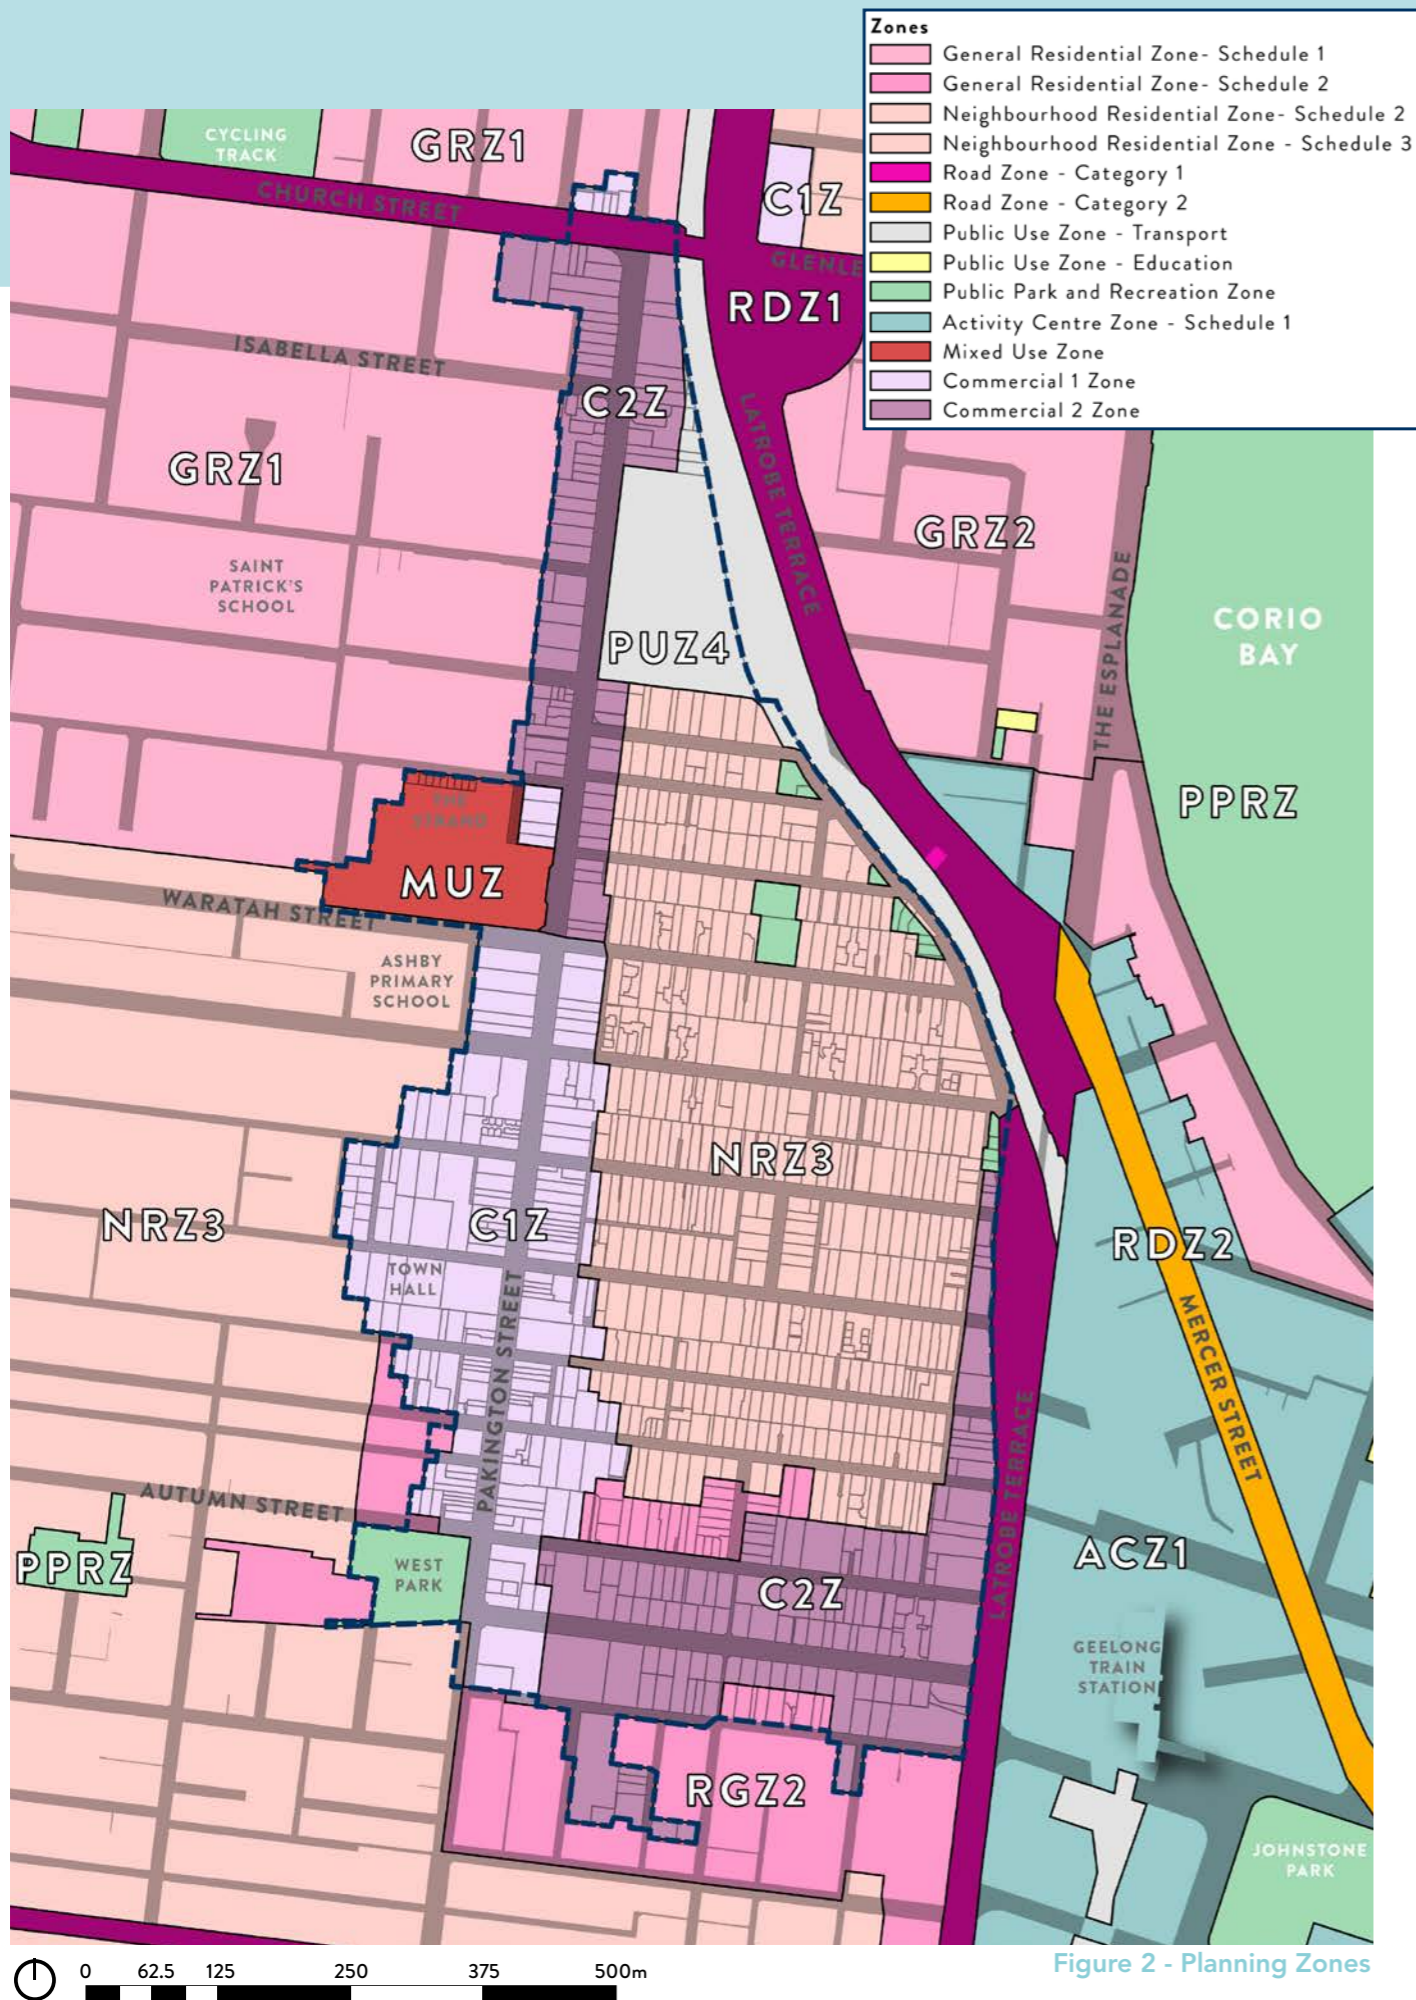 Zones
General Residential Zone- Schedule 1
General Residential Zone- Schedule 2
Neighbourhood Residential Zone- Schedule 2
Neighbourhood Residential Zone - Schedule 3
Road Zone - Category 1
Road Zone - Category 2
Public Use Zone - Transport
Public Use Zone - Education
Public Park and Recreation Zone
Activity Centre Zone - Schedule 1
Mixed Use Zone
Commercial 1 Zone
Commercial 2 Zone
CYCLING
TRACK
GRZ1
CHURCH STREET
C1Z
GLENLE
RDZ1
ISABELLA STREET
C2Z
LATROBE TERRACE
GRZ1
GRZ2
SAINT
PATRICK'S
SCHOOL
THE ESPLANADE
CORIO
BAY
PUZ4
PPRZ
THE
STRAND
MUZ
WARATAH STREET
ASHBY
PRIMARY
SCHOOL
NRZ3
NRZ3
C1Z
RDZ2
TOWN
HALL
PAKINGTON STREET
MERCER STREET
LATROBE TERRACE
AUTUMN STREET
PPRZ
WEST
PARK
ACZ1
C2Z
GEELONG
TRAIN
STATION
RGZ2
JOHNSTONE
PARK
Figure 2 - Planning Zones
0 62.5 125 250 375 500m